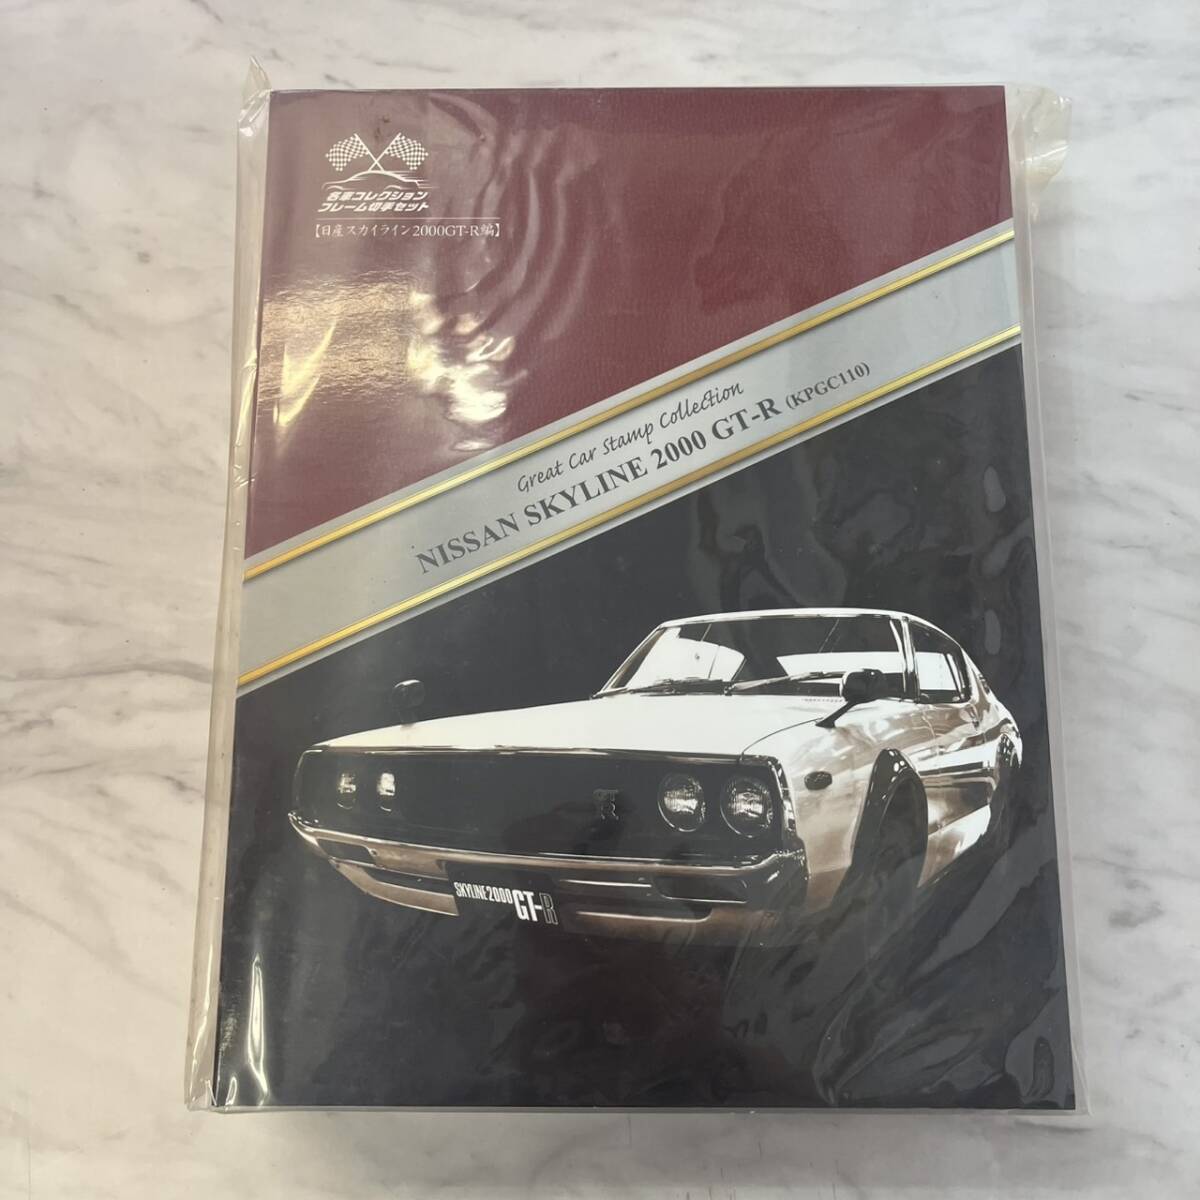 名車コレクション
フレーム切手セット
【日産スカイライン2000GT-R編】
Great Car Stamp Collection
NISSAN SKYLINE 2000 GT-R (KPGC110)
GT
R
SKYLINE2000 GT-R